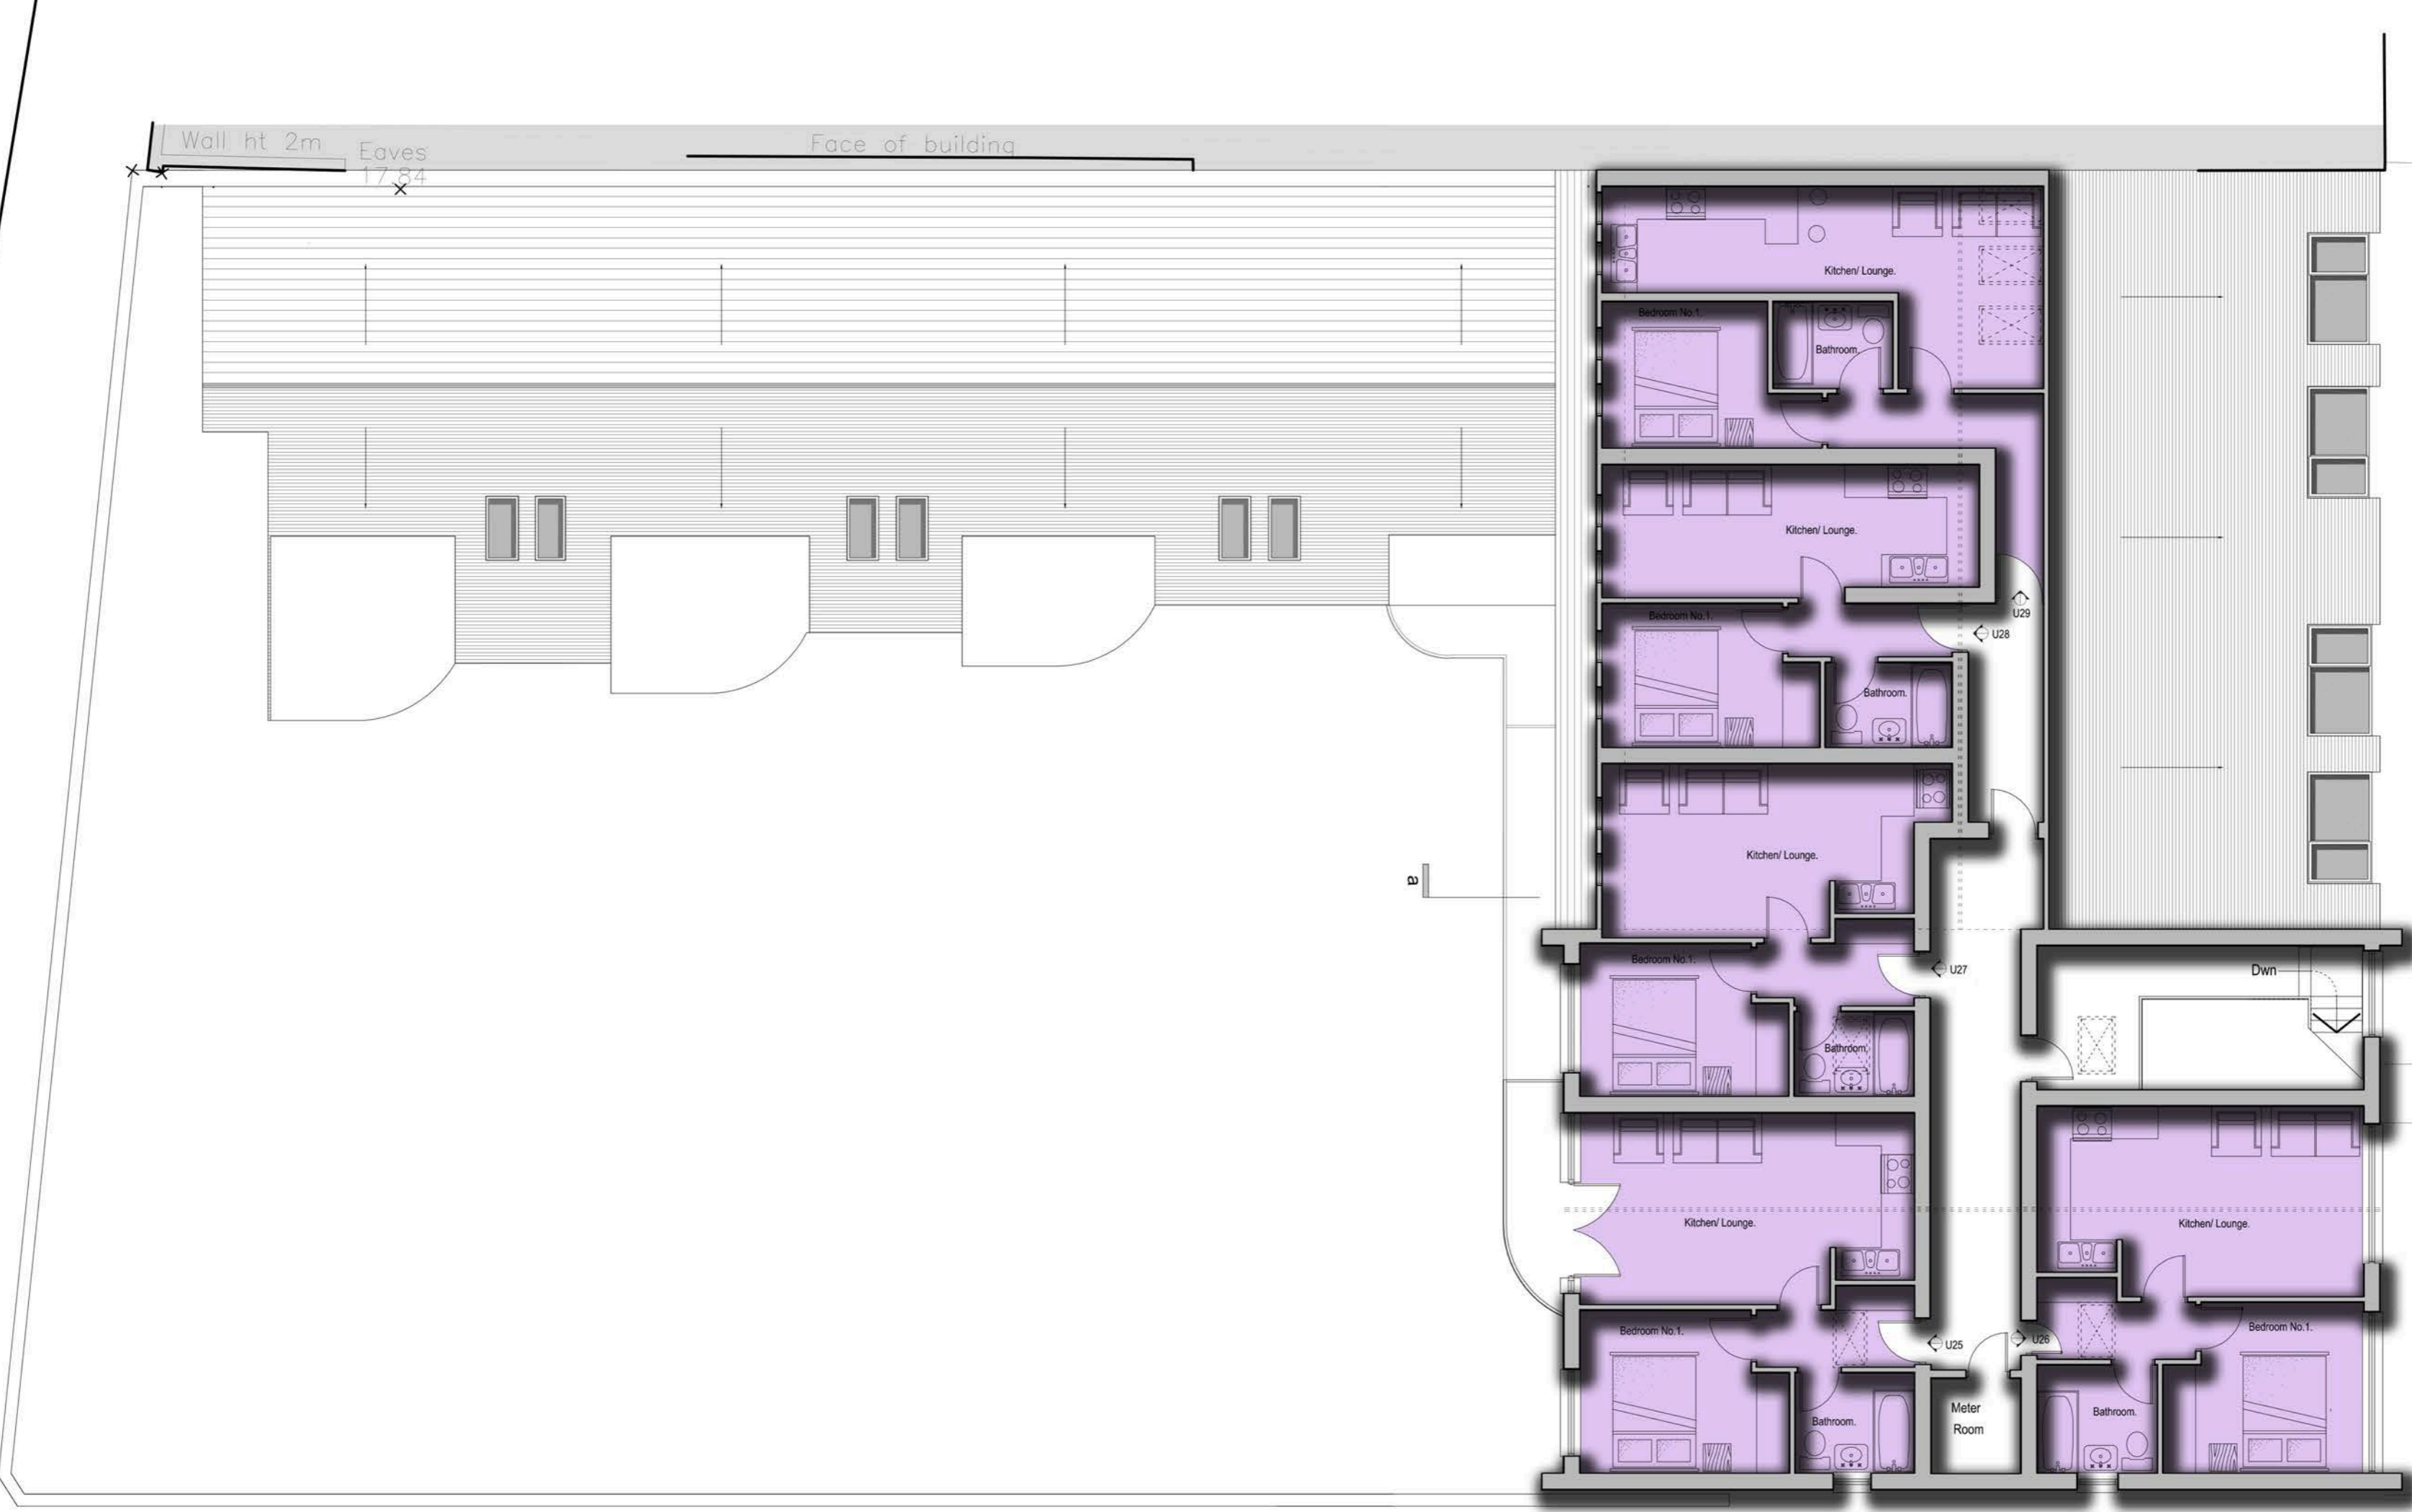 Wall ht 2m
Eaves
17.84
Face of building
Kitchen/ Lounge.
Bedroom No.1.
Bathroom.
Kitchen/ Lounge.
U29
Bedroom No.1.
U28
Bathroom.
Kitchen/ Lounge.
a
Bedroom No.1.
U27
Dwn
Bathroom.
Kitchen/ Lounge.
Kitchen/ Lounge.
Bedroom No.1.
U25
U26
Bedroom No.1.
Meter
Room
Bathroom.
Bathroom.